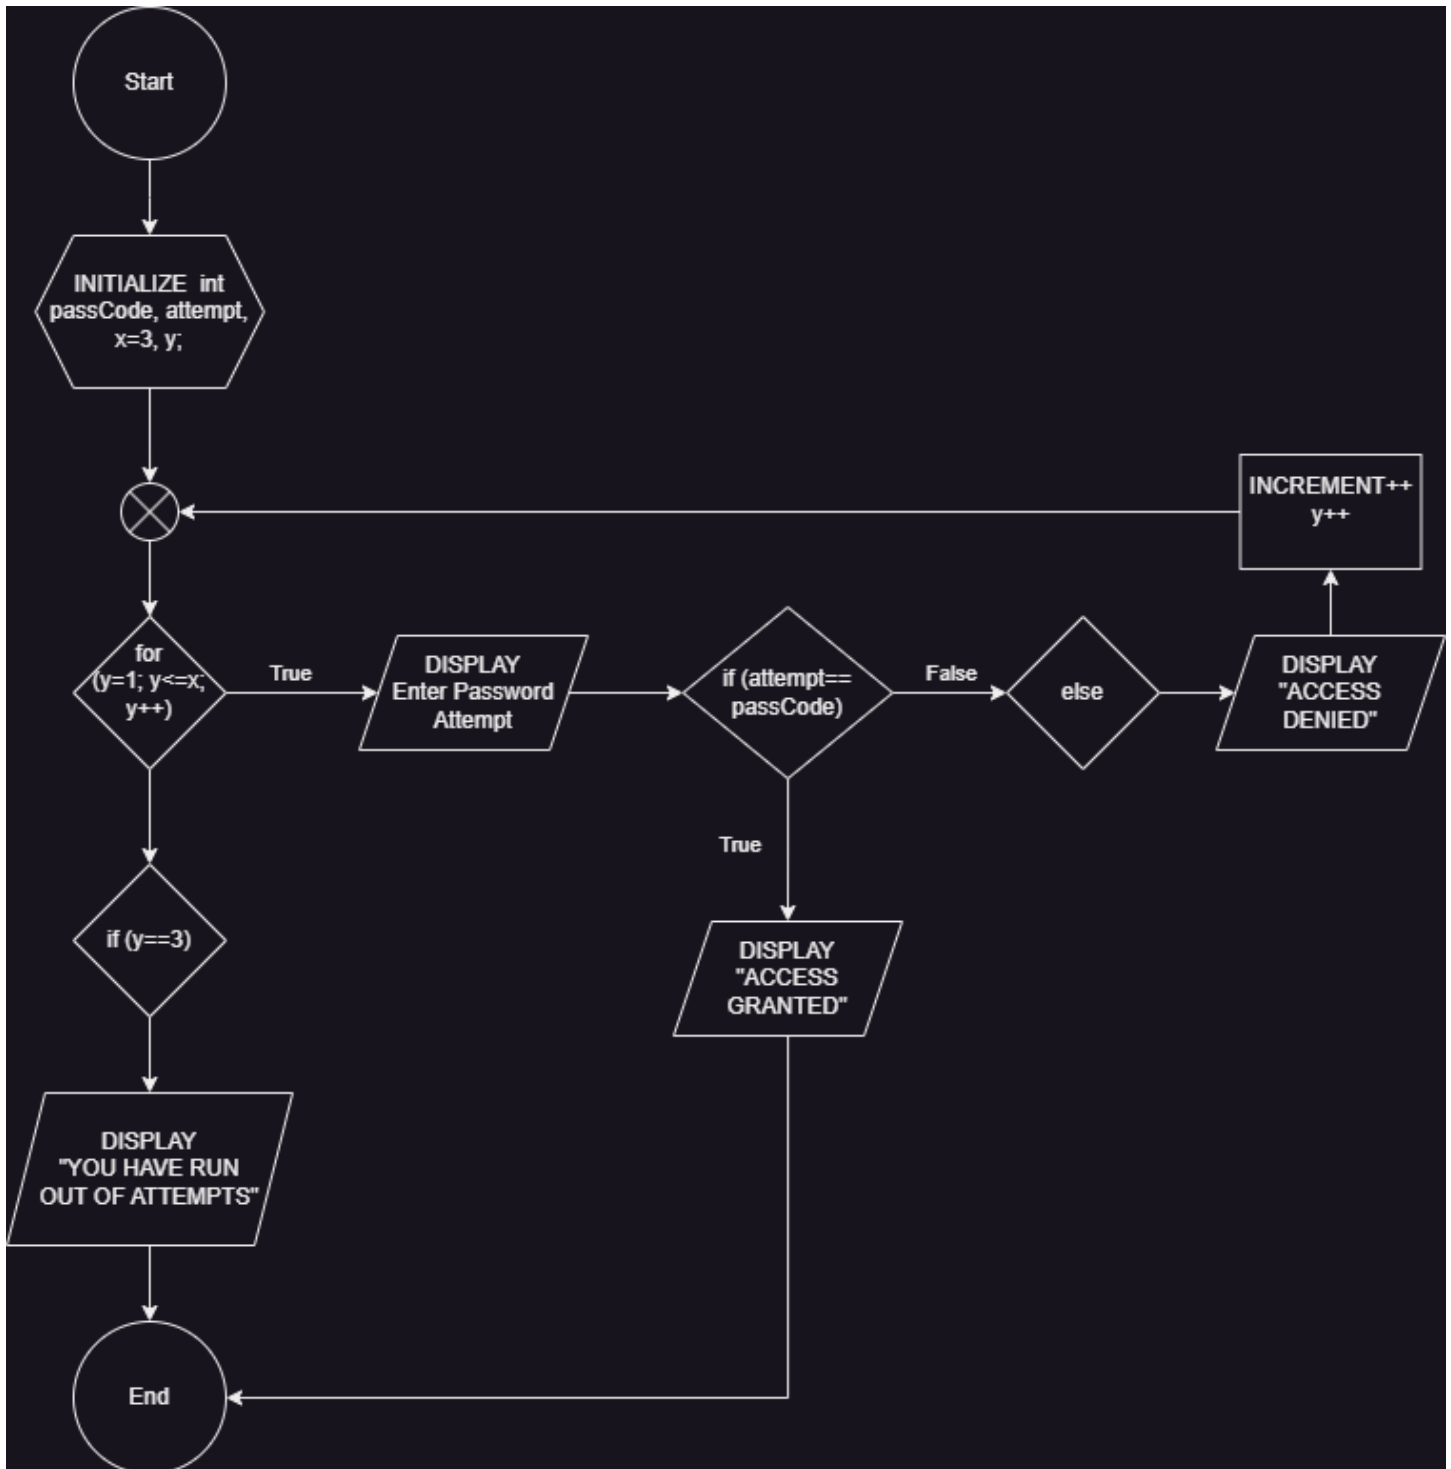 Start
INITIALIZE int
passCode, attempt,
x=3, y;
INCREMENT++
y++
for
(y=1; y<=x;
y++)
True
DISPLAY
Enter Password
Attempt
if (attempt==
passCode)
False
else
DISPLAY
"ACCESS
DENIED"
True
if (y==3)
DISPLAY
"ACCESS
GRANTED"
DISPLAY
"YOU HAVE RUN
OUT OF ATTEMPTS"
End